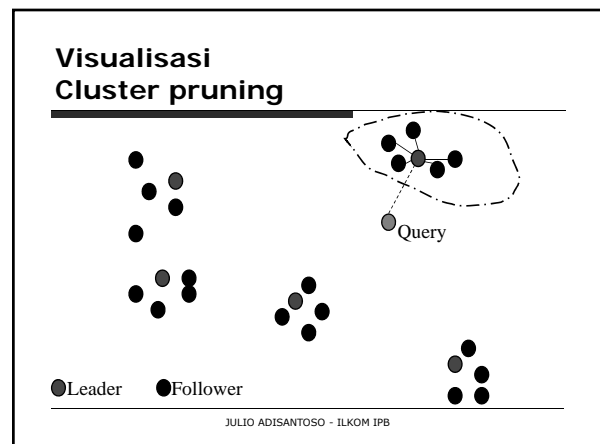 Visualisasi
Cluster pruning
Query
Leader
Follower
JULIO ADISANTOSO - ILKOM IPB